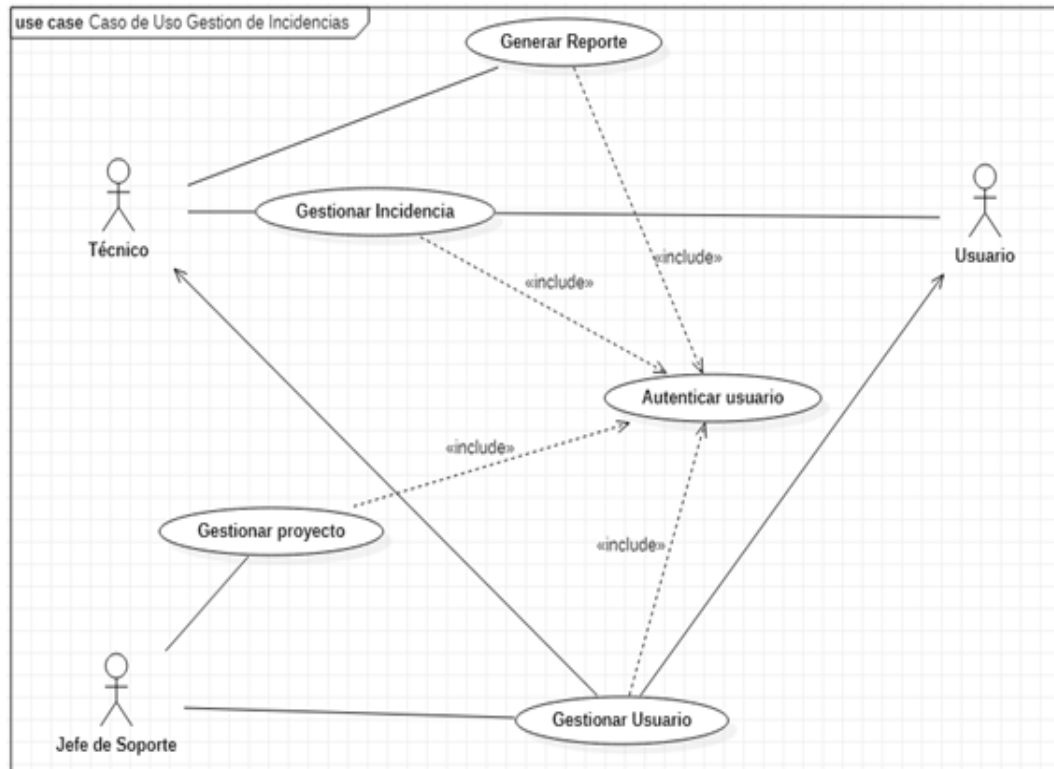 use case Caso de Uso Gestion de Incidencias
Generar Reporte
Gestionar Incidencia
Técnico
Usuario
«include»
«include»
Autenticar usuario
«include»
Gestionar proyecto
«include»
Gestionar Usuario
Jefe de Soporte